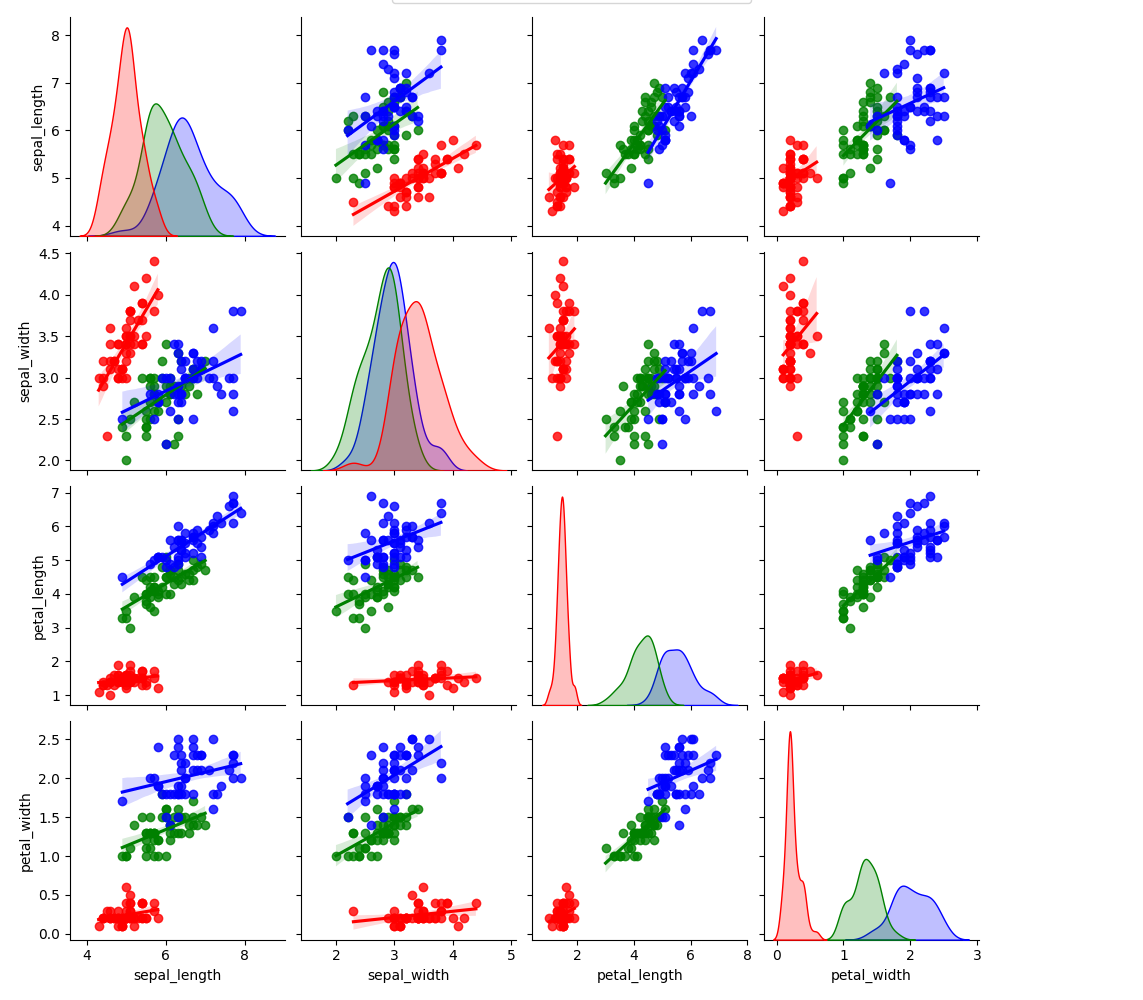 8
7
6
5
4
sepal_length
4.5
4.0
3.5
3.0
2.5
2.0
sepal_width
7
6
5
4
3
2
1
petal_length
2.5
2.0
1.5
1.0
0.5
0.0
petal_width
4 6 8
2 3 4 5
2 4 6 8
0 1 2 3
sepal_length sepal_width petal_length petal_width